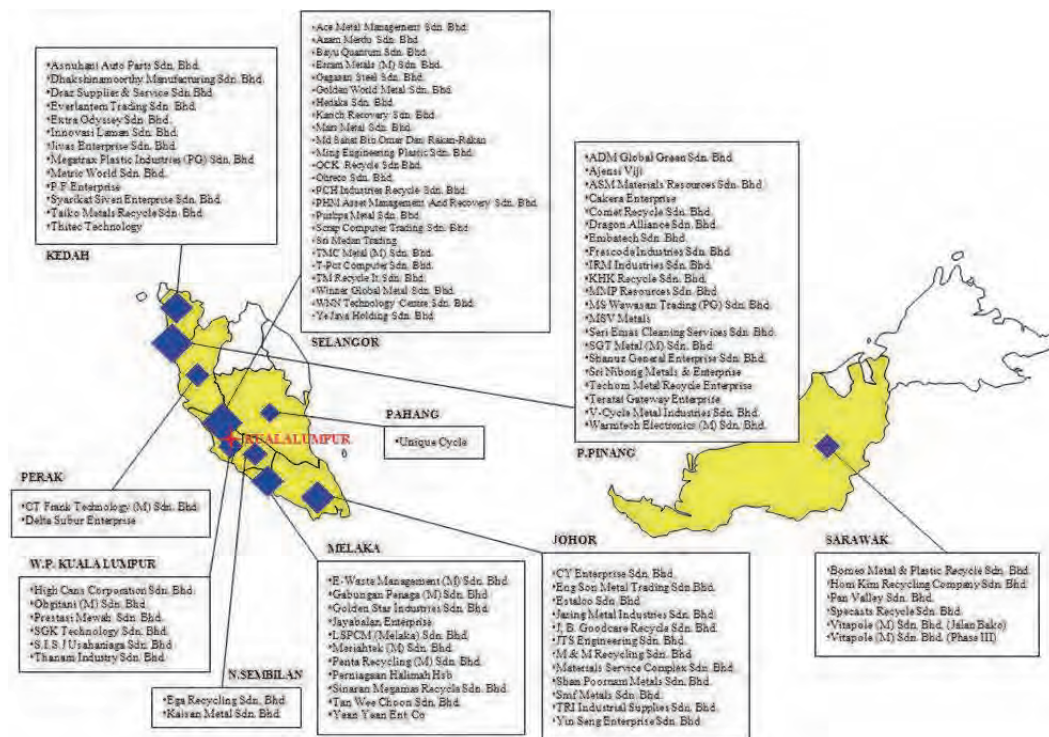 •Asnuhani Auto Parts Sdn. Bhd.
•Dhakshinamoorthy Manufacturing Sdn. Bhd.
•Draz Supplier & Service Sdn. Bhd.
•Everlantern Trading Sdn. Bhd.
•Extra Odyssey Sdn. Bhd.
•Innovasi Laman Sdn. Bhd.
•Jivas Enterprise Sdn. Bhd.
•Megatrax Plastic Industries (PG) Sdn. Bhd
•Metric World Sdn. Bhd.
•P.F Enterprise
•Syarikat Siven Enterprise Sdn. Bhd.
•Taiko Metals Recycle Sdn. Bhd.
•Thitec Technology
KEDAH
•Ace Metal Management Sdn. Bhd
•Azam Merdu Sdn. Bhd.
•Bayu Quantum Sdn. Bhd.
•Esram Metals (M) Sdn. Bhd.
•Gagasan Steel Sdn. Bhd.
•Golden World Metal Sdn. Bhd.
•Hedaka Sdn. Bhd.
•Karich Recovery Sdn. Bhd.
•Mars Metal Sdn. Bhd.
•Md Sahat Bin Omar Dan Rakan-Rakan
•Ming Engineering Plastic Sdn. Bhd.
•OCK Recycle Sdn Bhd
•Ohreco Sdn. Bhd.
•PCH Industries Recycle Sdn. Bhd
•PHM Asset Management And Recovery Sdn. Bhd
•Pushpa Metal Sdn. Bhd.
•Scrap Computer Trading Sdn. Bhd
•Sri Medan Trading
•TMC Metal (M) Sdn. Bhd.
•T-Pot Computer Sdn. Bhd.
•TM Recycle It Sdn. Bhd
•Winner Global Metal Sdn. Bhd.
•WNN Technology Centre Sdn. Bhd
•Ye Jaya Holding Sdn. Bhd
SELANGOR
•ADM Global Green Sdn. Bhd
•Ajensi Viji
•ASM Materials Resources Sdn. Bhd
•Cakera Enterprise
•Comet Recycle Sdn. Bhd.
•Dragon Alliance Sdn. Bhd.
•Embatech Sdn. Bhd.
•Frescode Industries Sdn. Bhd
•IRM Industries Sdn. Bhd.
•KHK Recycle Sdn. Bhd.
•MMP Resources Sdn. Bhd
•MS Wawasan Trading (PG) Sdn. Bhd.
•MSV Metals
•Seri Emas Cleaning Services Sdn. Bhd.
•SGT Metal (M) Sdn. Bhd
•Shanuz General Enterprise Sdn. Bhd
•Sri Nibong Metals & Enterprise
•Techom Metal Recycle Enterprise
•Teratai Gateway Enterprise
•V-Cycle Metal Industries Sdn. Bhd.
•Warmtech Electronics (M) Sdn. Bhd.
P.PINANG
PAHANG
•Unique Cycle
KUALALUMPUR
0
PERAK
•CT Frank Technology (M) Sdn. Bhd.
•Delta Subur Enterprise
W.P. KUALA LUMPUR
•High Cans Corporation Sdn. Bhd.
•Obgitani (M) Sdn. Bhd.
•Prestasi Mewah Sdn. Bhd.
•SGK Technology Sdn. Bhd.
•S.I.S.J Usahaniaga Sdn. Bhd.
•Thanam Industry Sdn. Bhd
N.SEMBILAN
•Ega Recycling Sdn. Bhd.
•Kaisan Metal Sdn. Bhd
MELAKA
•E-Waste Management (M) Sdn. Bhd
•Gabungan Penaga (M) Sdn. Bhd.
•Golden Star Industries Sdn. Bhd.
•Jayabalan Enterprise
•LSPCM (Melaka) Sdn. Bhd.
•Meriahtek (M) Sdn. Bhd.
•Penta Recycling (M) Sdn. Bhd.
•Perniagaan Halimah Hsb
•Sinaran Megamas Recycle Sdn. Bhd.
•Tan Wee Choon Sdn. Bhd.
•Yean Yean Ent. Co
JOHOR
•CY Enterprise Sdn. Bhd.
•Eng Son Metal Trading Sdn. Bhd
•Estaloo Sdn. Bhd
•Jaring Metal Industries Sdn. Bhd
•J. B. Goodcare Recycle Sdn. Bhd
•JTS Engineering Sdn. Bhd.
•M & M Recycling Sdn. Bhd.
•Materials Service Complex Sdn. Bhd.
•Shan Poornam Metals Sdn. Bhd.
•Smf Metals Sdn. Bhd
•TRI Industrial Supplies Sdn. Bhd.
•Yin Seng Enterprise Sdn. Bhd
SARAWAK
•Borneo Metal & Plastic Recycle Sdn. Bhd.
•Hom Kim Recycling Company Sdn. Bhd
•Pan Valley Sdn. Bhd.
•Specasts Recycle Sdn. Bhd
•Vitapole (M) Sdn. Bhd. (Jalan Bako)
•Vitapole (M) Sdn. Bhd. (Phase III)